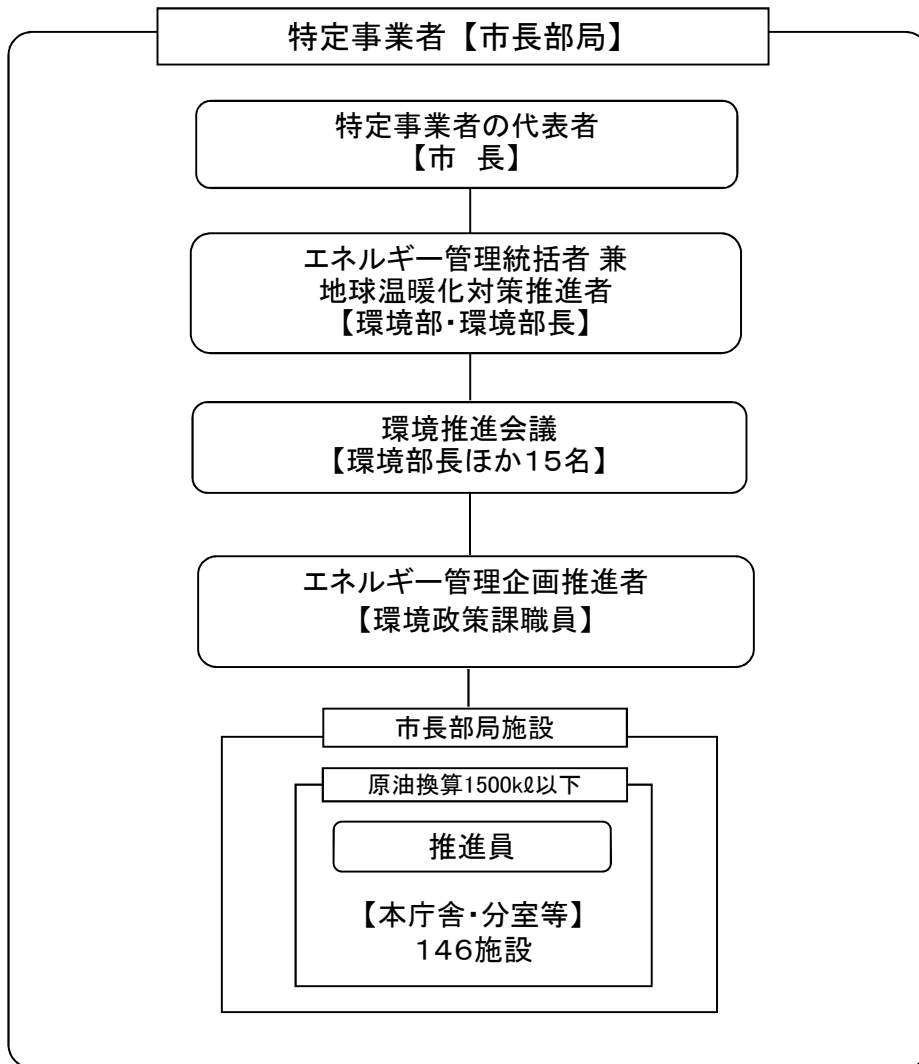 特定事業者【市長部局】
特定事業者の代表者
【市　長】
エネルギー管理統括者 兼
地球温暖化対策推進者
【環境部・環境部長】
環境推進会議
【環境部長ほか１５名】
エネルギー管理企画推進者
【環境政策課職員】
市長部局施設
原油換算1500kℓ以下
推進員
【本庁舎・分室等】
１４６施設